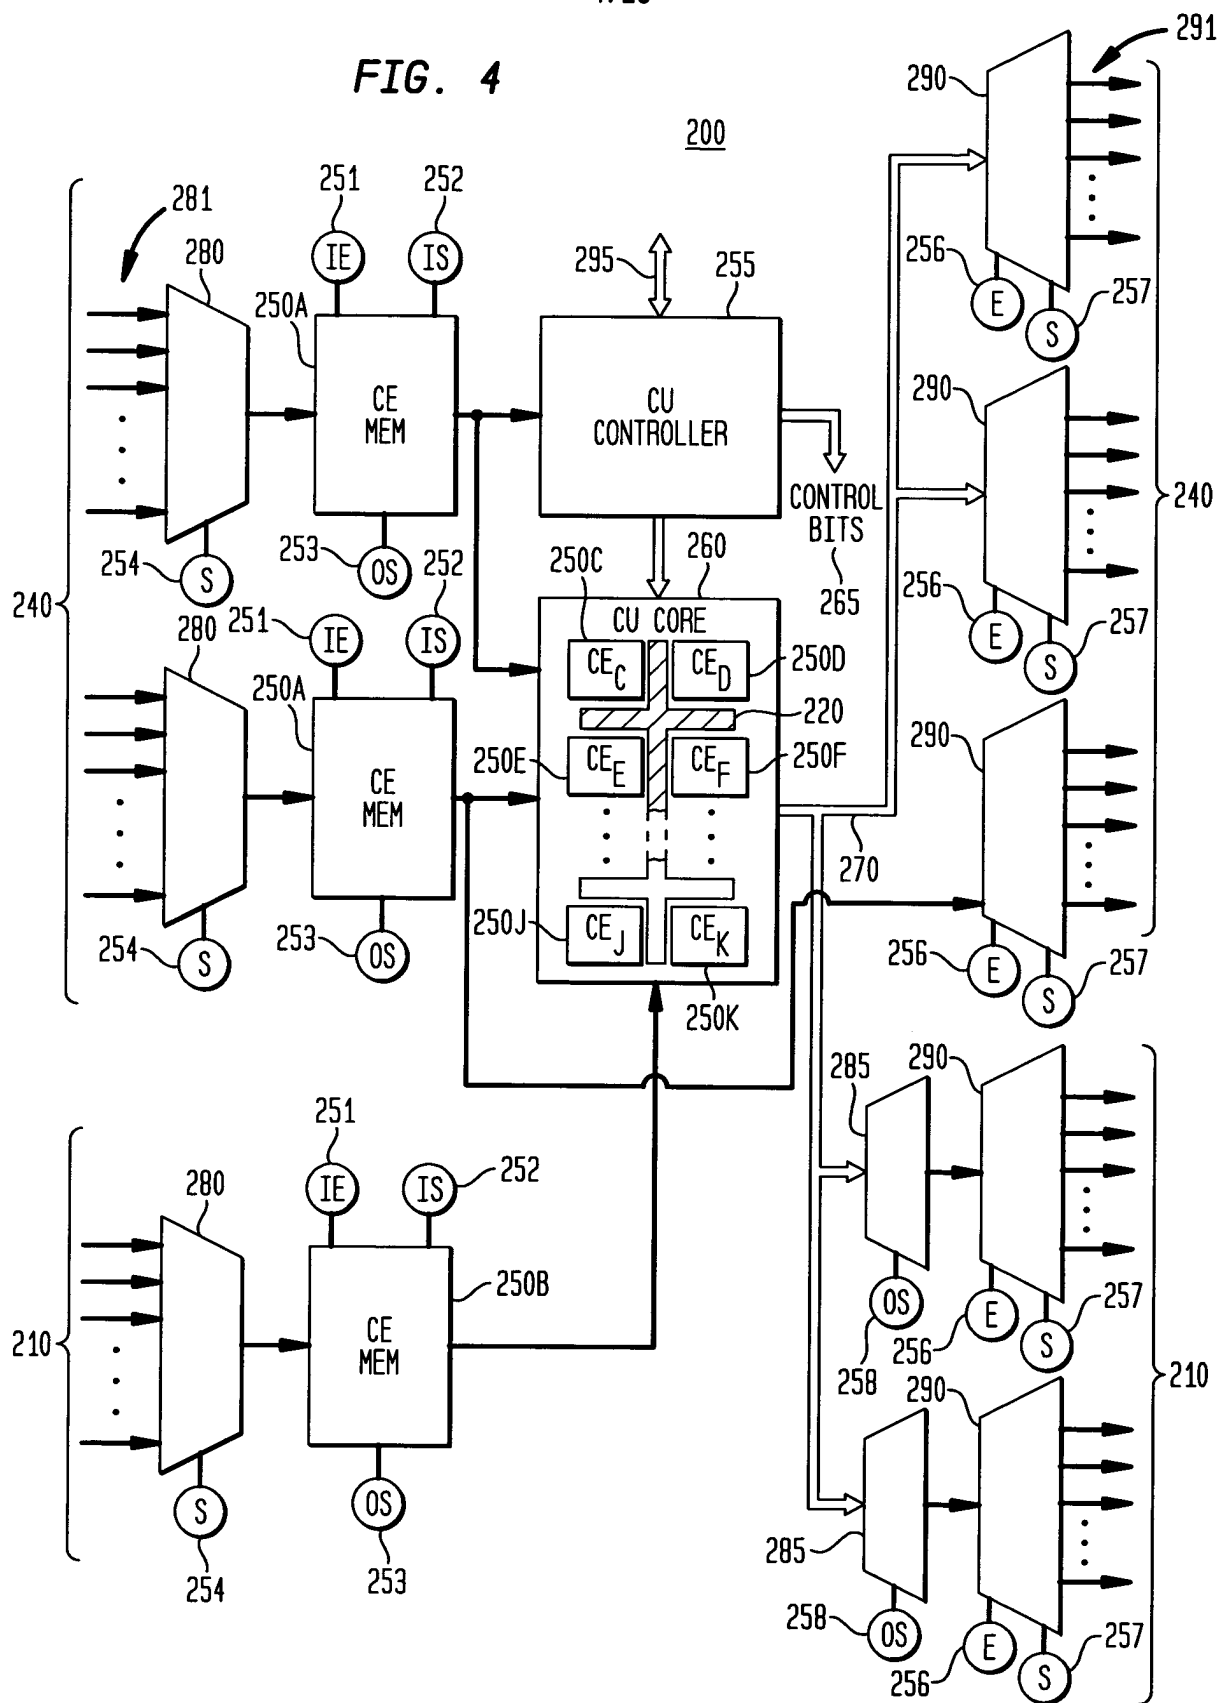 FIG. 4
200
291
290
251
252
281
280
IE
IS
295
255
250A
256
E
257
S
CE
MEM
CU
CONTROLLER
290
240
CONTROL
BITS
265
253
OS
252
254
S
250C
260
256
E
257
S
240
280
251
IE
IS
CU CORE
250A
CE C
CE D
250D
220
290
250E
CE E
CE F
250F
CE
MEM
270
250J
CE J
CE K
250K
254
S
253
OS
256
E
257
S
290
285
251
252
280
IE
IS
250B
210
CE
MEM
OS
258
256
E
257
S
290
210
254
S
253
OS
285
258
OS
256
E
257
S